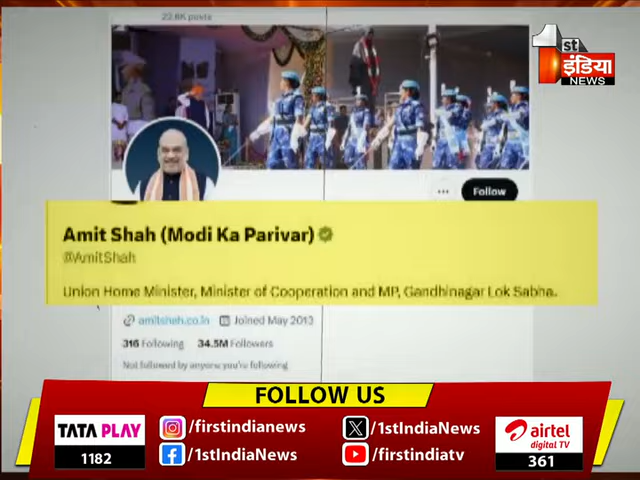 22.6K posts
1st
इंडिया
NEWS
Follow
Amit Shah (Modi Ka Parivar)
@AmitShah
Union Home Minister, Minister of Cooperation and MP, Gandhinagar Lok Sabha.
amitshah.co.in Joined May 2013
316 Following 34.5M Followers
Not followed by anyone you're following
FOLLOW US
TATA PLAY
1182
/firstindianews
/1stIndiaNews
/1stIndiaNews
/firstindiatv
airtel
digital TV
361